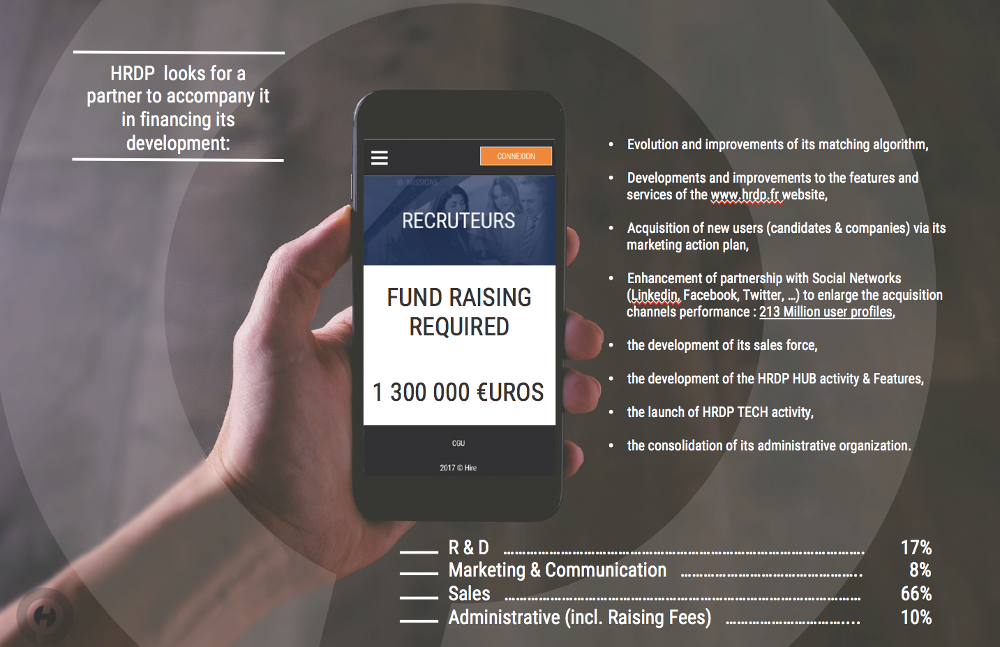 HRDP looks for a
partner to accompany it
in financing its
development:
CONNEXION
MISSIONS
RECRUTEURS
FUND RAISING
REQUIRED
1 300 000 €UROS
CGU
2017 © Hire
• Evolution and improvements of its matching algorithm,
• Developments and improvements to the features and
services of the www.hrdp.fr website,
• Acquisition of new users (candidates & companies) via its
marketing action plan,
• Enhancement of partnership with Social Networks
(Linkedin, Facebook, Twitter, ...) to enlarge the acquisition
channels performance : 213 Million user profiles,
• the development of its sales force,
• the development of the HRDP HUB activity & Features,
• the launch of HRDP TECH activity,
• the consolidation of its administrative organization.
R & D ........................................................ 17%
Marketing & Communication ........................................ 8%
Sales ........................................................ 66%
Administrative (incl. Raising Fees) .............................. 10%